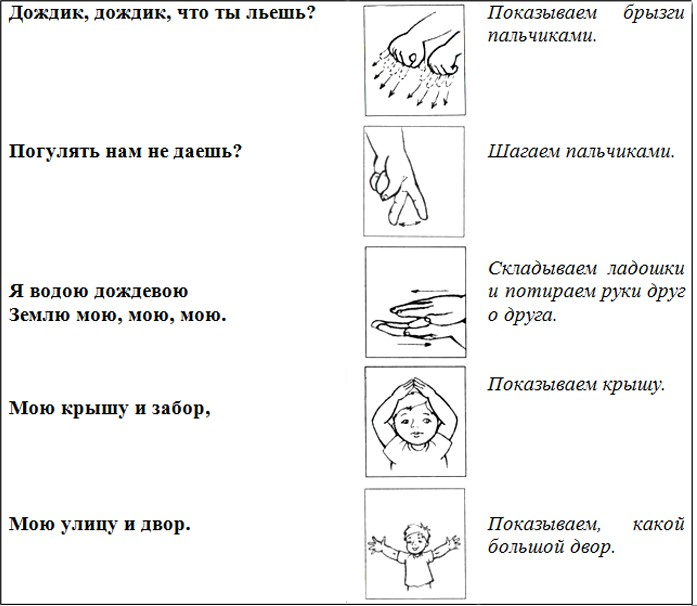 Дождик, дождик, что ты льешь?
Показываем брызги
пальчиками.
Погулять нам не даешь?
Шагаем пальчиками.
Я водою дождевою
Землю мою, мою, мою.
Складываем ладошки
и потираем руки друг
о друга.
Мою крышу и забор,
Показываем крышу.
Мою улицу и двор.
Показываем, какой
большой двор.